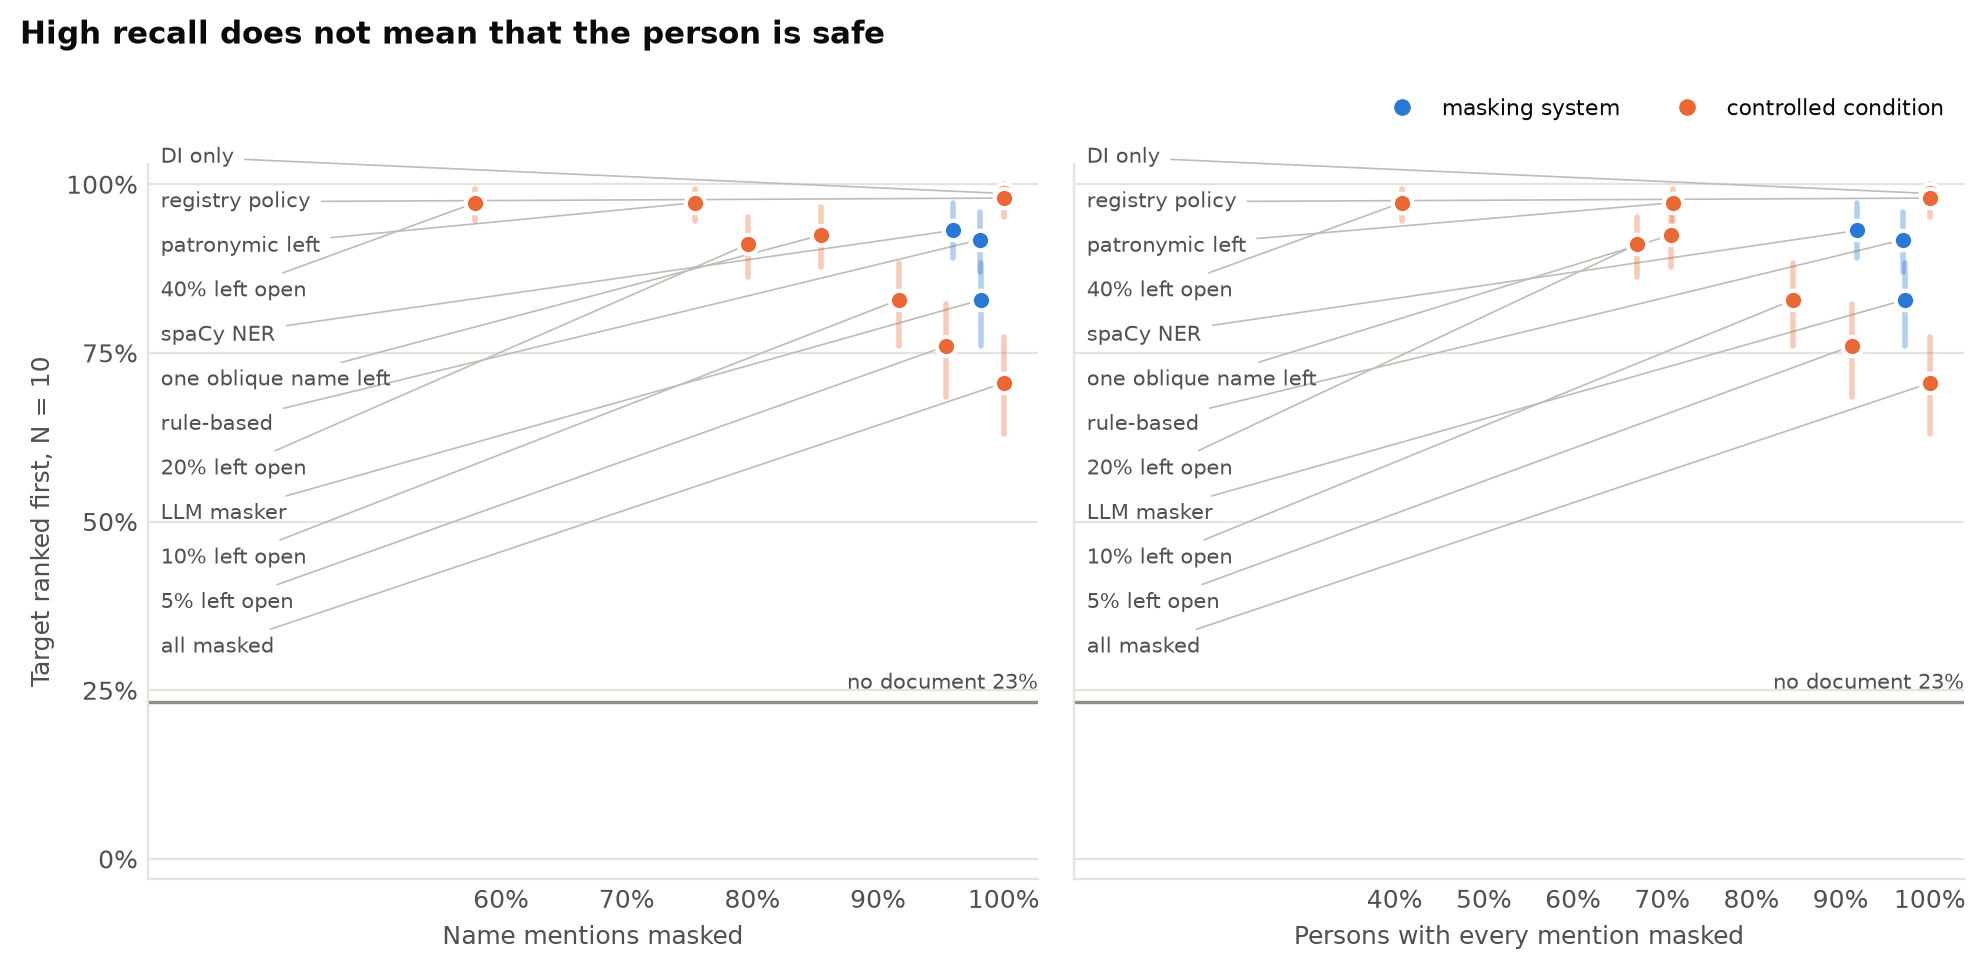 High recall does not mean that the person is safe
masking system
controlled condition
Target ranked first, N = 10
100%
75%
50%
25%
0%
DI only
registry policy
patronymic left
40% left open
spaCy NER
one oblique name left
rule-based
20% left open
LLM masker
10% left open
5% left open
all masked
no document 23%
60%
70%
80%
90%
100%
Name mentions masked
DI only
registry policy
patronymic left
40% left open
spaCy NER
one oblique name left
rule-based
20% left open
LLM masker
10% left open
5% left open
all masked
no document 23%
40%
50%
60%
70%
80%
90%
100%
Persons with every mention masked